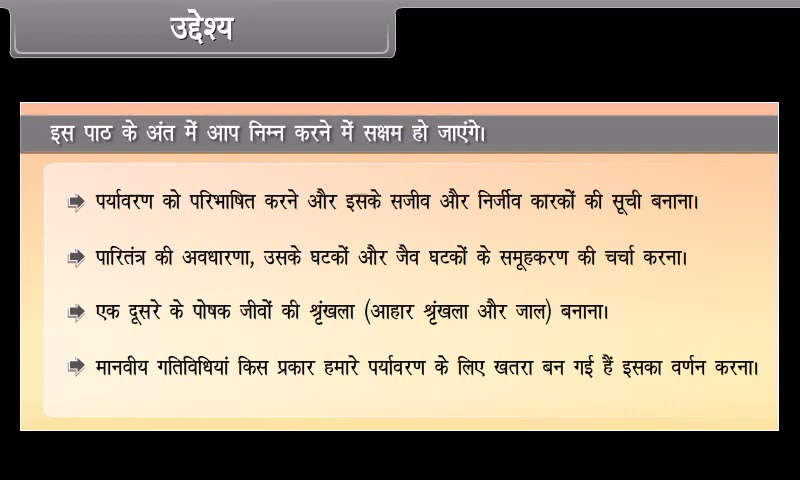 उद्देश्य
इस पाठ के अंत में आप निम्न करने में सक्षम हो जाएंगे।
पर्यावरण को परिभाषित करने और इसके सजीव और निर्जीव कारकों की सूची बनाना।
पारितंत्र की अवधारणा, उसके घटकों और जैव घटकों के समूहकरण की चर्चा करना।
एक दूसरे के पोषक जीवों की श्रृंखला (आहार श्रृंखला और जाल) बनाना।
मानवीय गतिविधियां किस प्रकार हमारे पर्यावरण के लिए खतरा बन गई हैं इसका वर्णन करना।